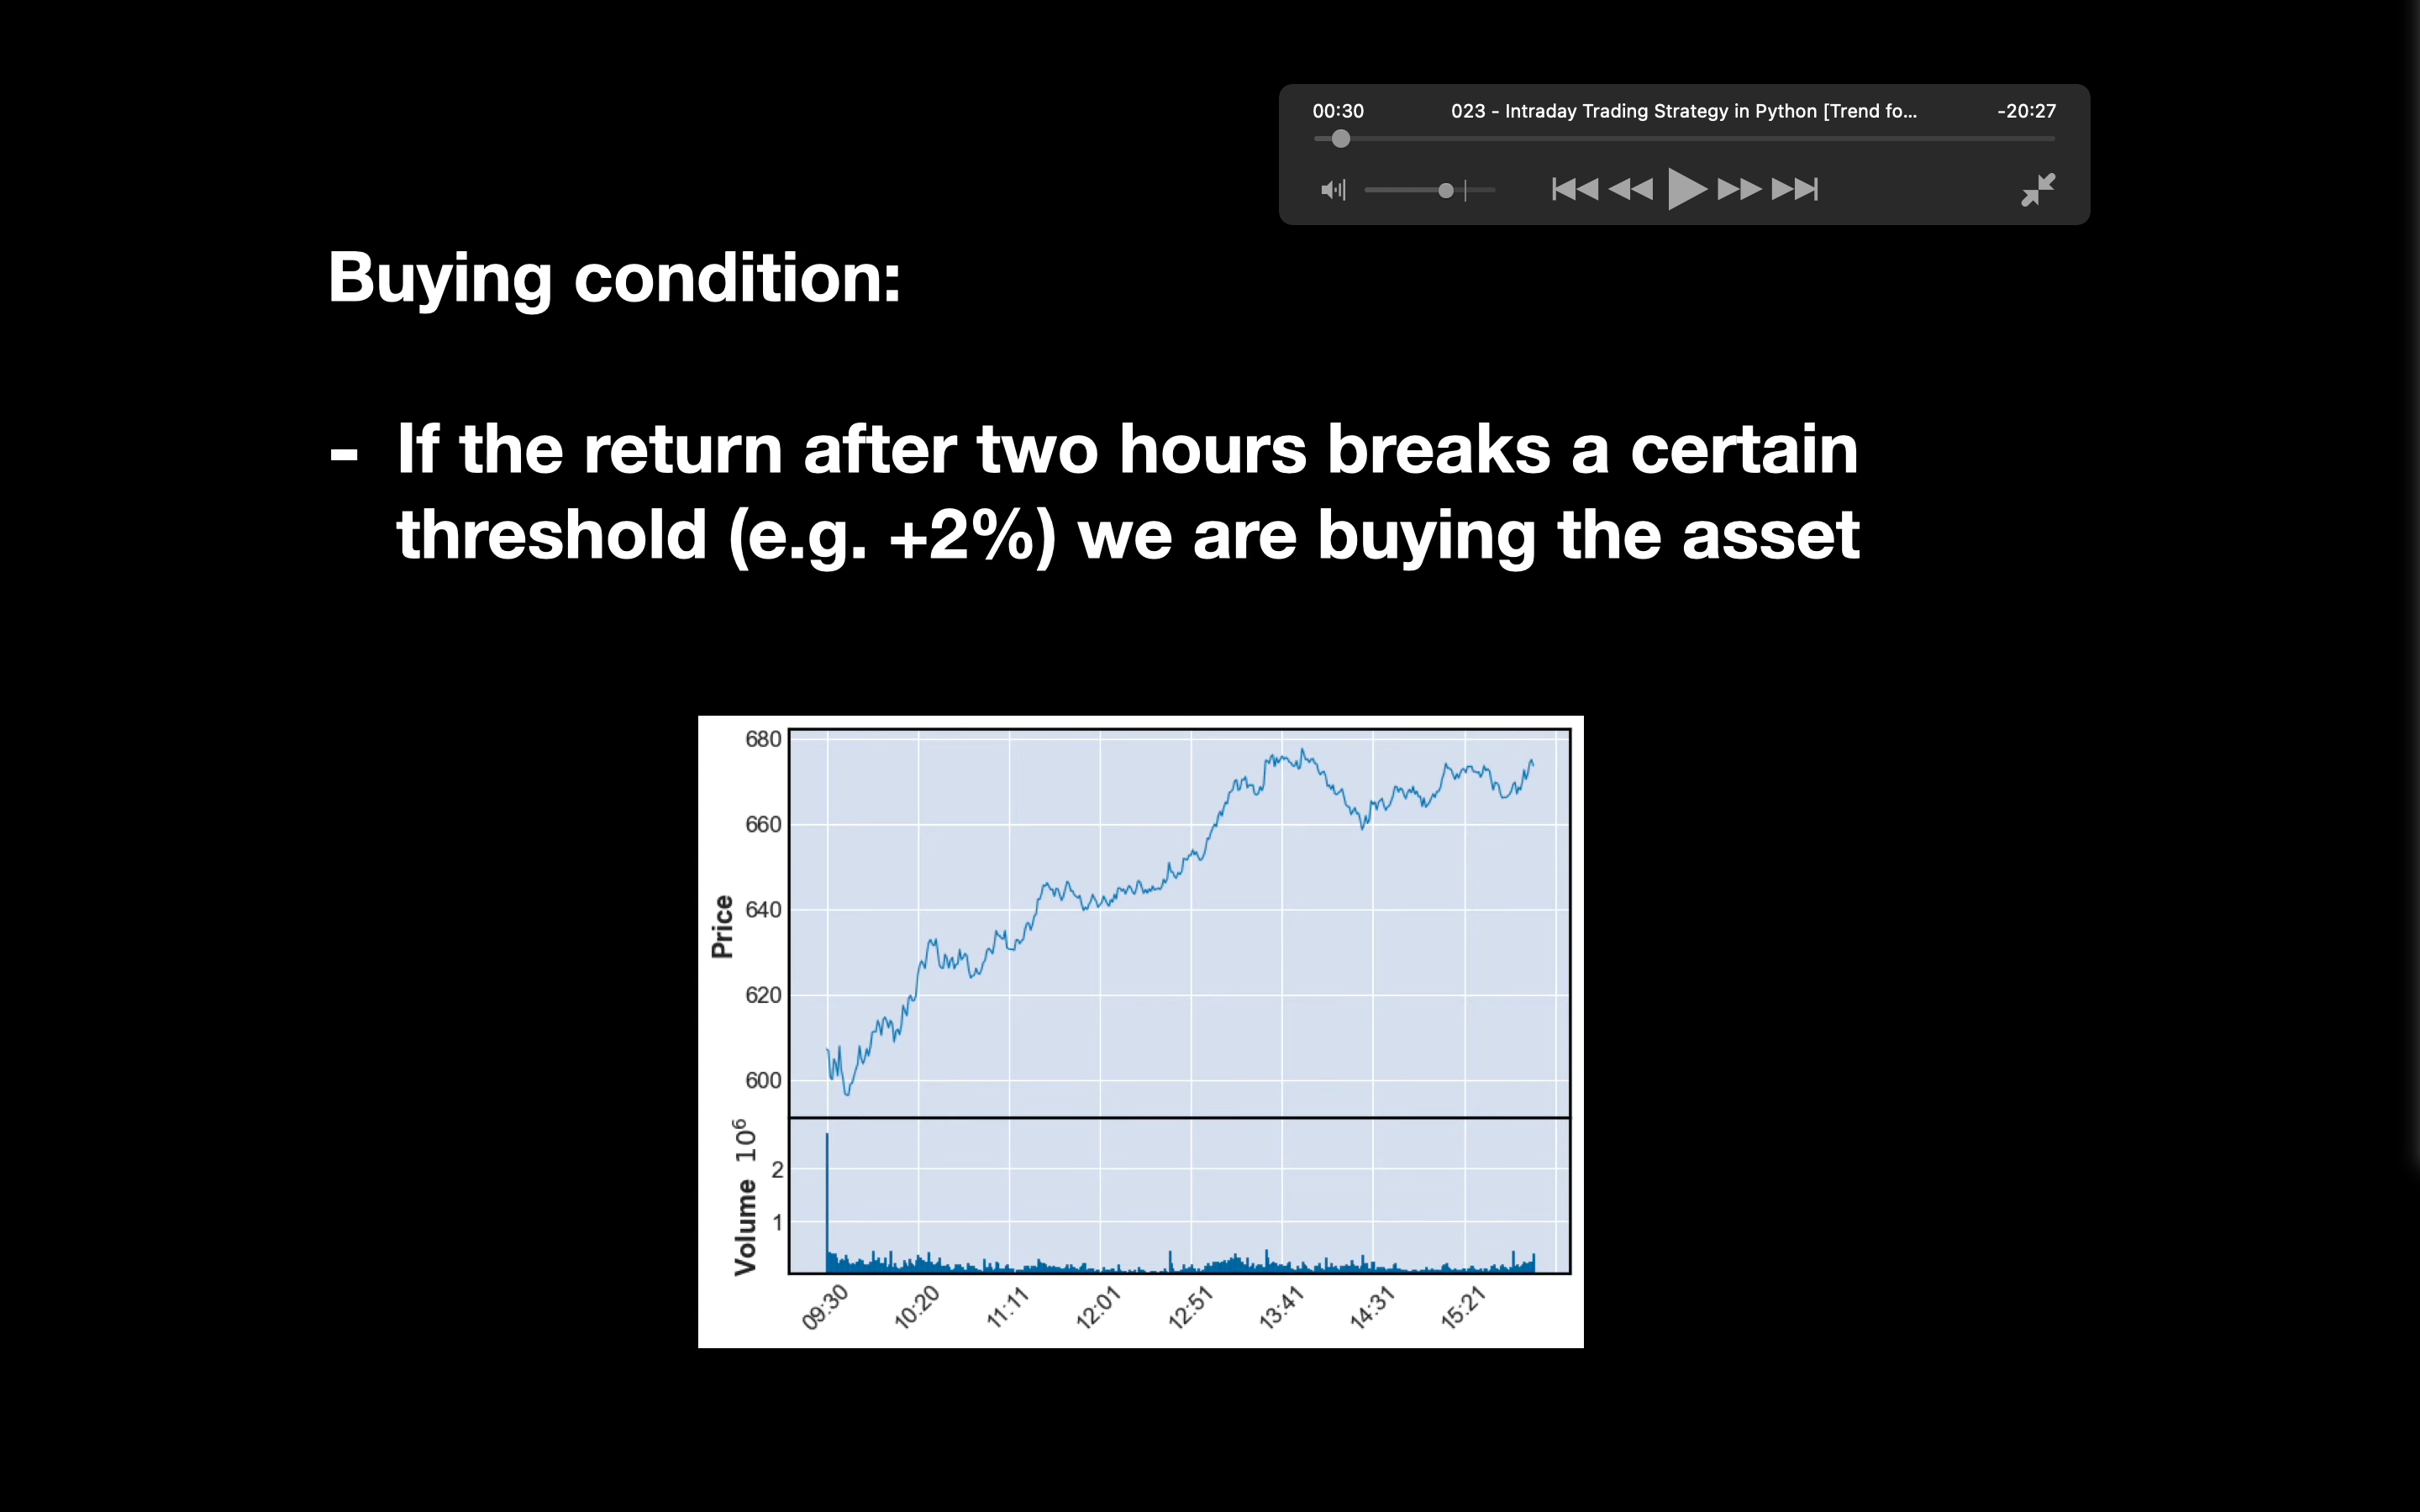 00:30 023 - Intraday Trading Strategy in Python [Trend fo... -20:27
Buying condition:
- If the return after two hours breaks a certain
threshold (e.g. +2%) we are buying the asset
680
660
640
620
600
Price
2
1
Volume 10⁶
09:30 10:20 11:11 12:01 12:51 13:41 14:31 15:21